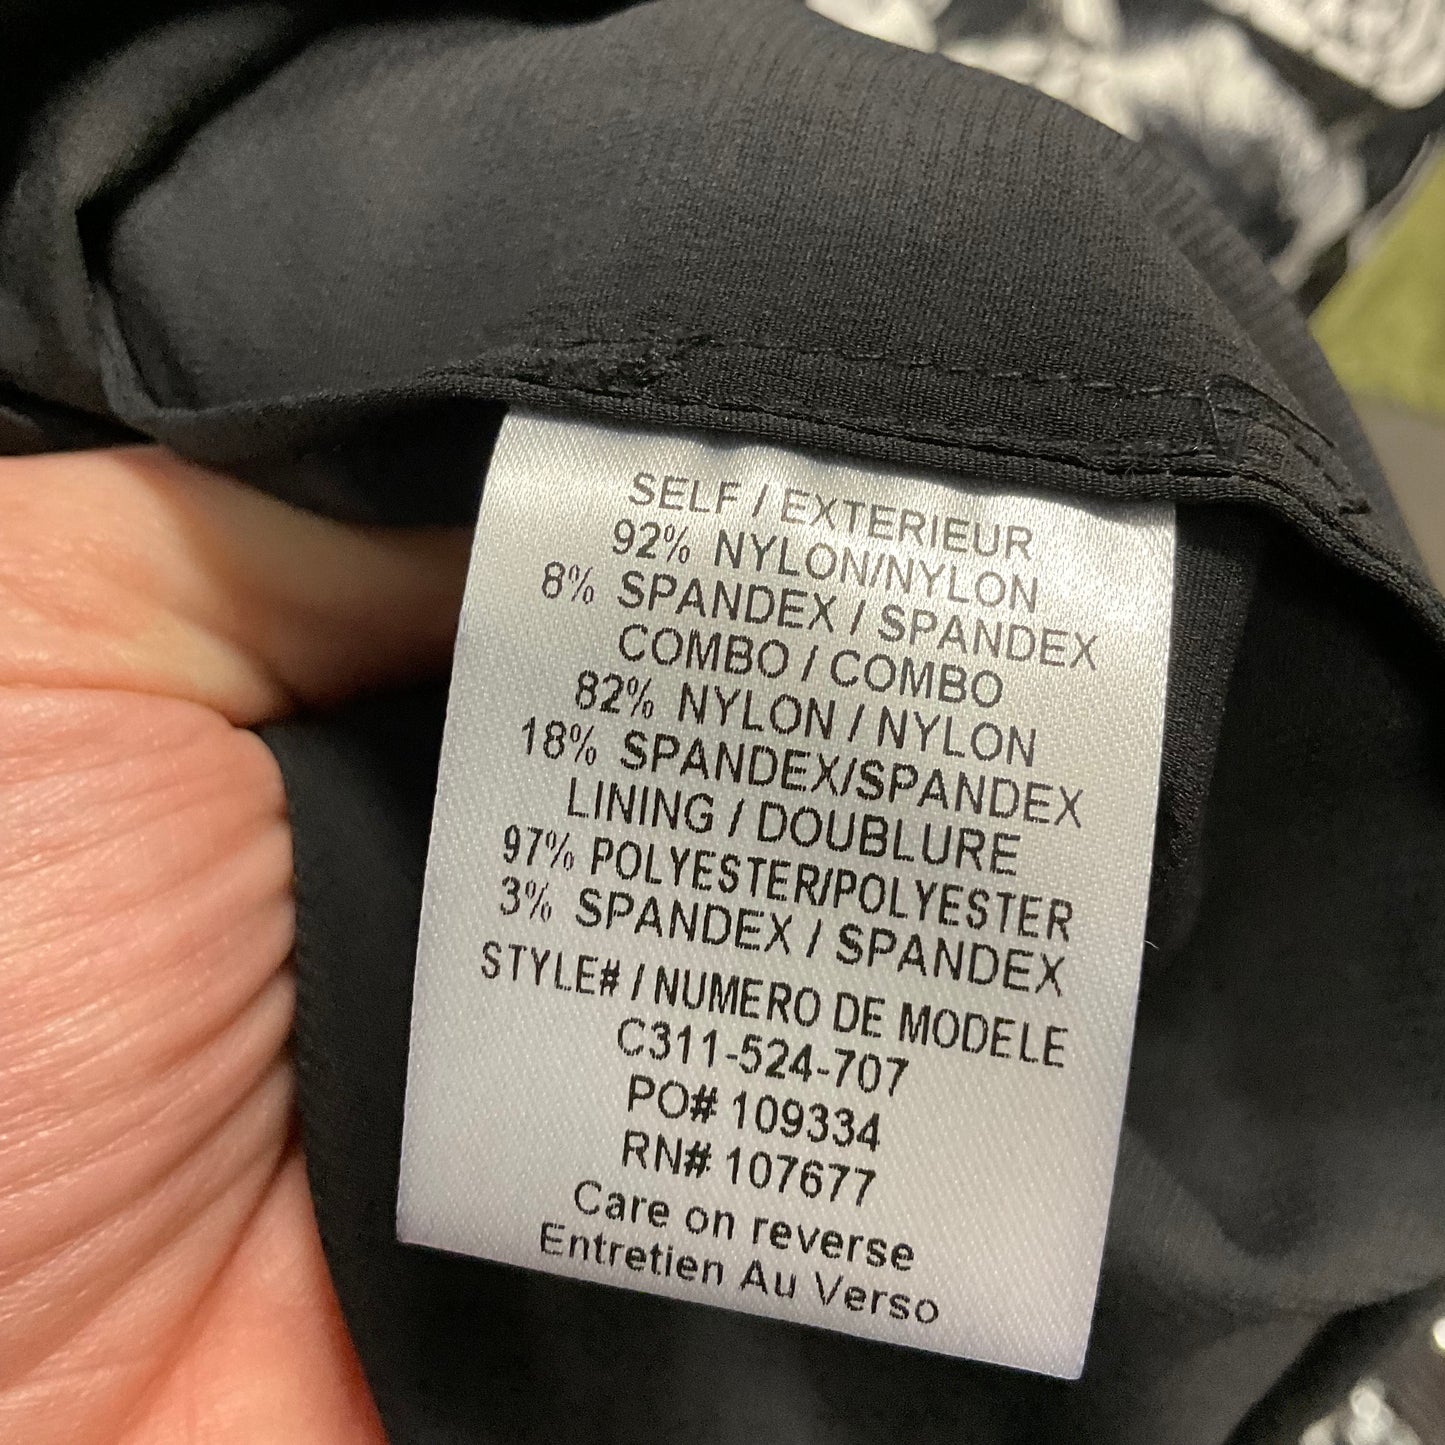 SELF / EXTERIEUR
92% NYLON/NYLON
8% SPANDEX / SPANDEX
COMBO / COMBO
82% NYLON / NYLON
18% SPANDEX/SPANDEX
LINING / DOUBLURE
97% POLYESTER/POLYESTER
3% SPANDEX / SPANDEX
STYLE# / NUMERO DE MODELE
C311-524-707
PO# 109334
RN# 107677
Care on reverse
Entretien Au Verso